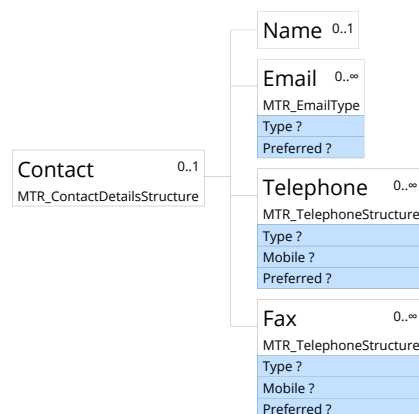 Name 0..1
Email 0..∞
MTR_EmailType
Type ?
Preferred ?
Contact 0..1
MTR_ContactDetailsStructure
Telephone 0..∞
MTR_TelephoneStructure
Type ?
Mobile ?
Preferred ?
Fax 0..∞
MTR_TelephoneStructure
Type ?
Mobile ?
Preferred ?